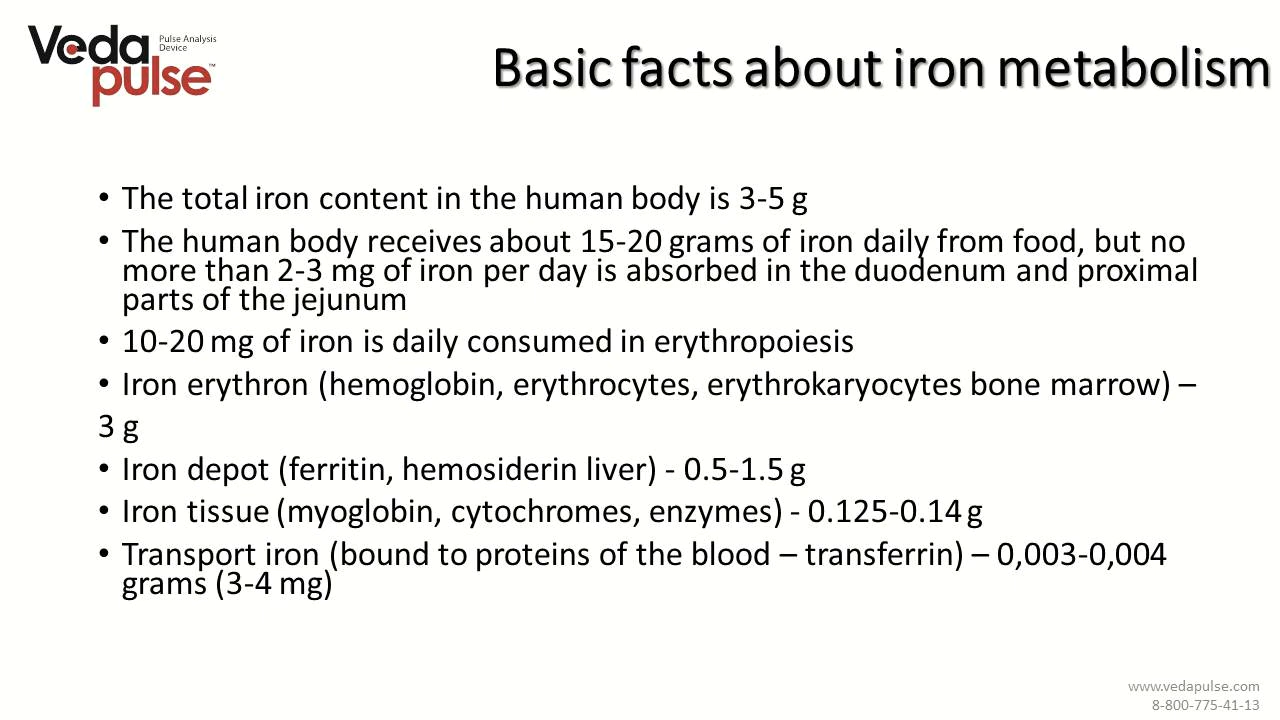 Veda
pulse™
Pulse Analysis
Device
Basic facts about iron metabolism
• The total iron content in the human body is 3-5 g
• The human body receives about 15-20 grams of iron daily from food, but no
more than 2-3 mg of iron per day is absorbed in the duodenum and proximal
parts of the jejunum
• 10-20 mg of iron is daily consumed in erythropoiesis
• Iron erythron (hemoglobin, erythrocytes, erythrokaryocytes bone marrow) –
3 g
• Iron depot (ferritin, hemosiderin liver) - 0.5-1.5 g
• Iron tissue (myoglobin, cytochromes, enzymes) - 0.125-0.14 g
• Transport iron (bound to proteins of the blood – transferrin) – 0,003-0,004
grams (3-4 mg)
www.vedapulse.com
8-800-775-41-13